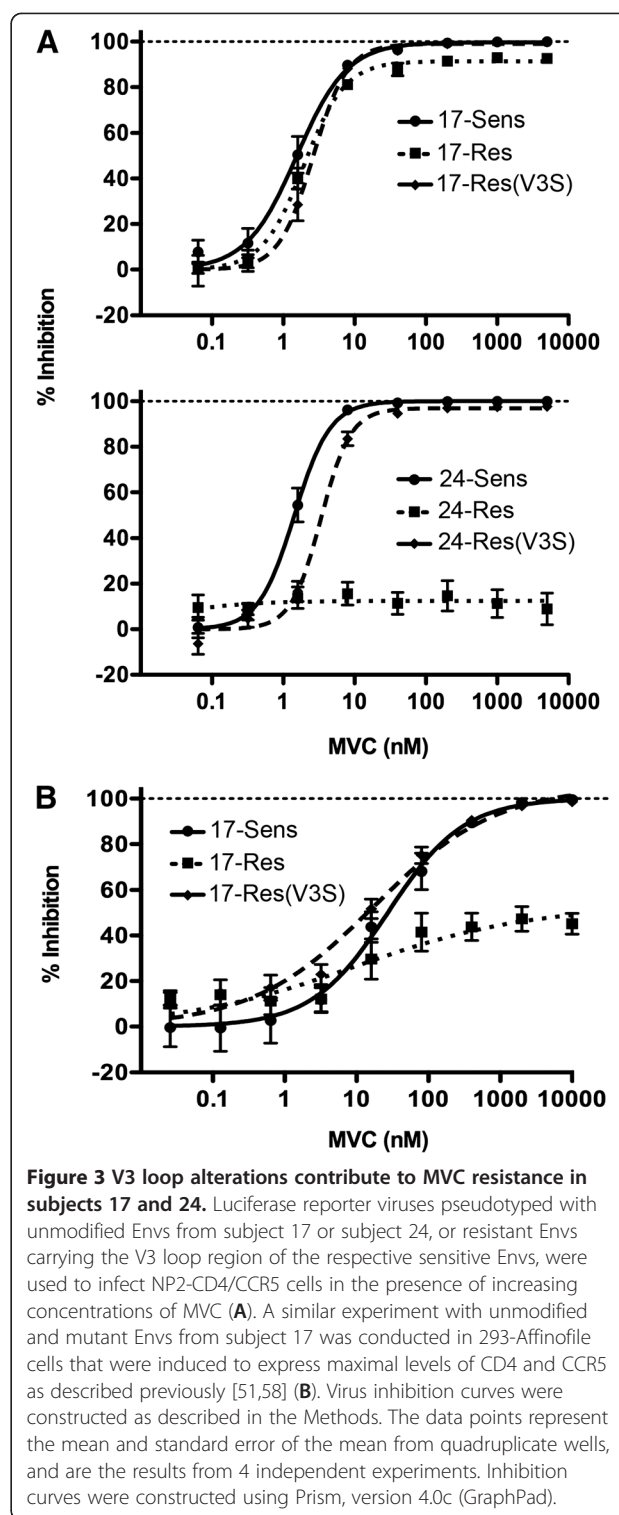 A
100
80
60
40
20
0
-20
17-Sens
17-Res
17-Res(V3S)
0.1 1 10 100 1000 10000
% Inhibition
100
80
60
40
20
0
-20
24-Sens
24-Res
24-Res(V3S)
0.1 1 10 100 1000 10000
MVC (nM)
B
% Inhibition
100
80
60
40
20
0
-20
17-Sens
17-Res
17-Res(V3S)
0.1 1 10 100 1000 10000
MVC (nM)
Figure 3 V3 loop alterations contribute to MVC resistance in
subjects 17 and 24. Luciferase reporter viruses pseudotyped with
unmodified Envs from subject 17 or subject 24, or resistant Envs
carrying the V3 loop region of the respective sensitive Envs, were
used to infect NP2-CD4/CCR5 cells in the presence of increasing
concentrations of MVC (A). A similar experiment with unmodified
and mutant Envs from subject 17 was conducted in 293-Affinofile
cells that were induced to express maximal levels of CD4 and CCR5
as described previously [51,58] (B). Virus inhibition curves were
constructed as described in the Methods. The data points represent
the mean and standard error of the mean from quadruplicate wells,
and are the results from 4 independent experiments. Inhibition
curves were constructed using Prism, version 4.0c (GraphPad).